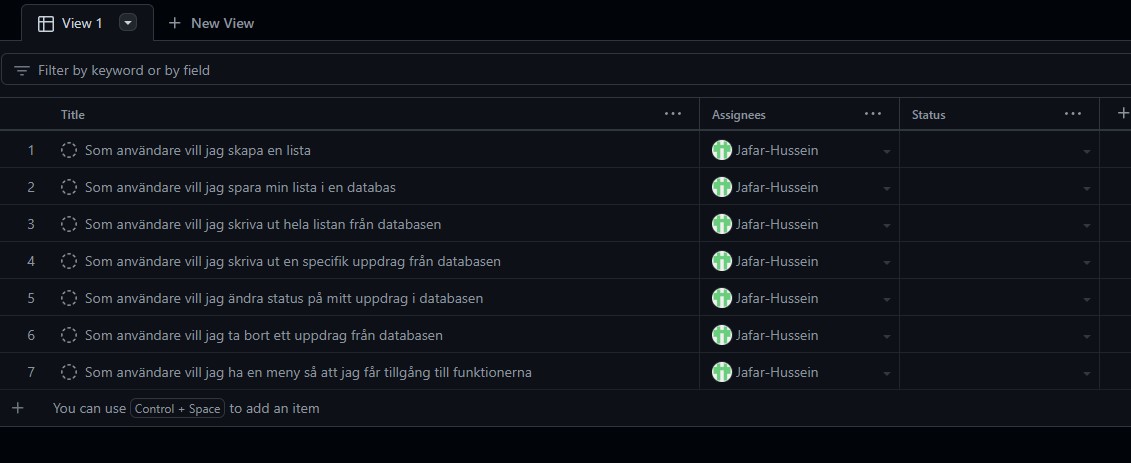 View 1 New View
Filter by keyword or by field
Title ... Assignees ... Status ...
1 Som användare vill jag skapa en lista Jafar-Hussein
2 Som användare vill jag spara min lista i en databas Jafar-Hussein
3 Som användare vill jag skriva ut hela listan från databasen Jafar-Hussein
4 Som användare vill jag skriva ut en specifik uppdrag från databasen Jafar-Hussein
5 Som användare vill jag ändra status på mitt uppdrag i databasen Jafar-Hussein
6 Som användare vill jag ta bort ett uppdrag från databasen Jafar-Hussein
7 Som användare vill jag ha en meny så att jag får tillgång till funktionerna Jafar-Hussein
You can use Control + Space to add an item